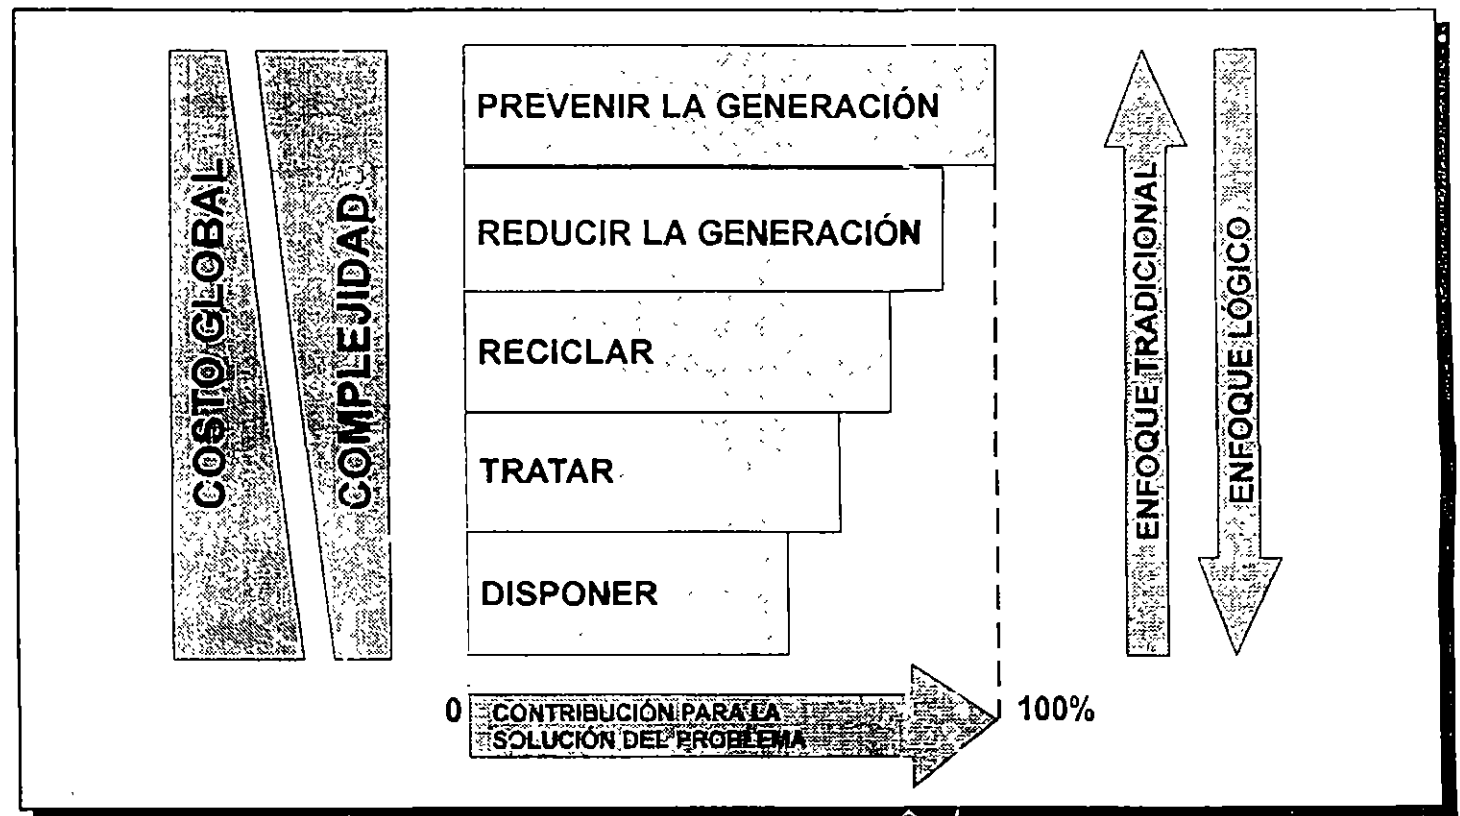 COSTO GLOBAL
COMPLEJIDAD
PREVENIR LA GENERACIÓN
REDUCIR LA GENERACIÓN
RECICLAR
TRATAR
DISPONER
ENFOQUE TRADICIONAL
ENFOQUE LÓGICO
0
CONTRIBUCIÓN PARA LA
SOLUCIÓN DEL PROBLEMA
100%